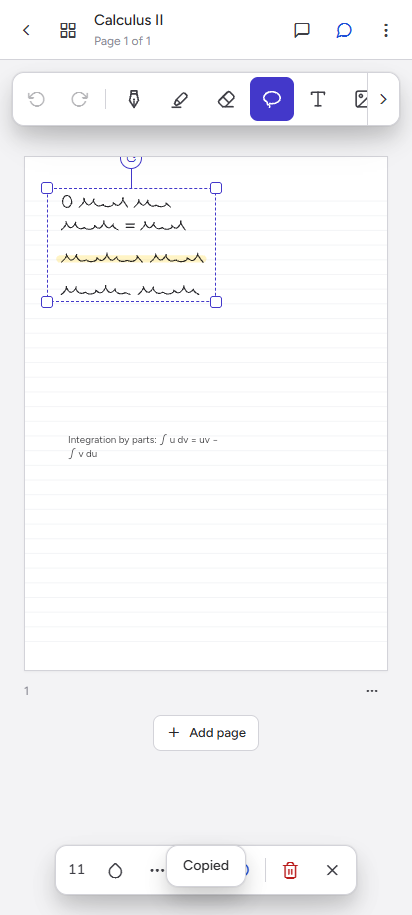 Calculus II
Page 1 of 1
Integration by parts: ∫ u dv = uv −
∫ v du
1
Add page
11
Copied